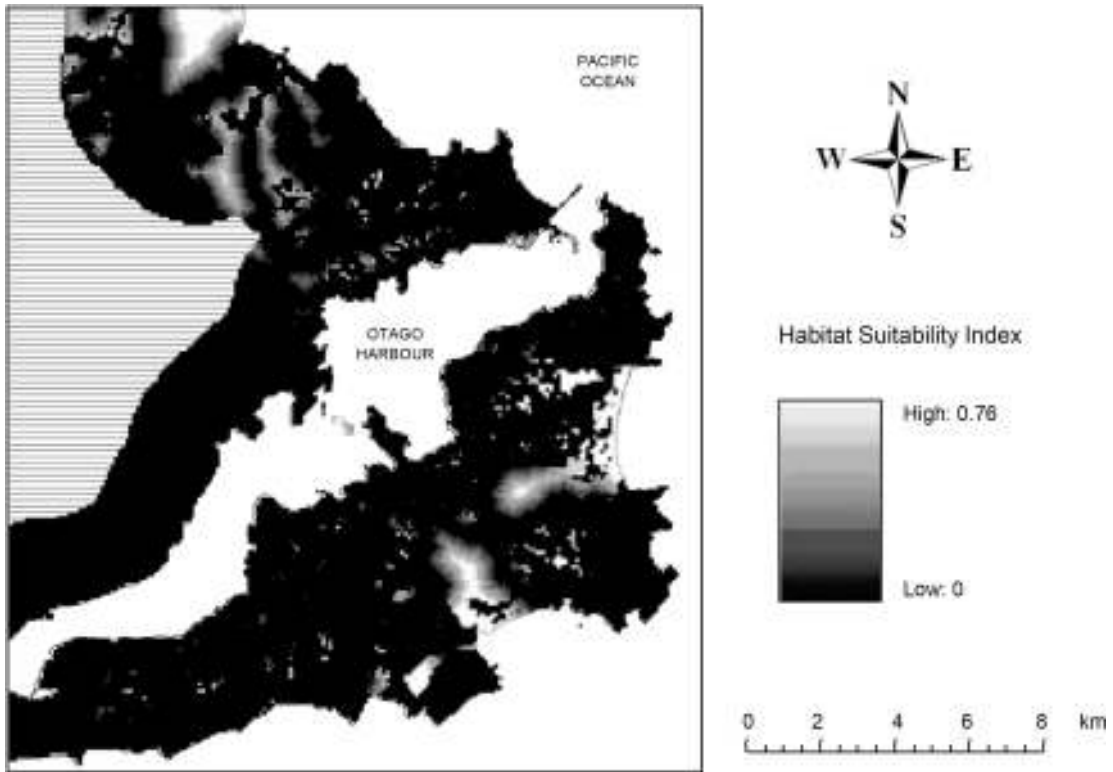 PACIFIC
OCEAN
OTAGO
HARBOUR
N
W E
S
Habitat Suitability Index
High: 0.76
Low: 0
0 2 4 6 8 km